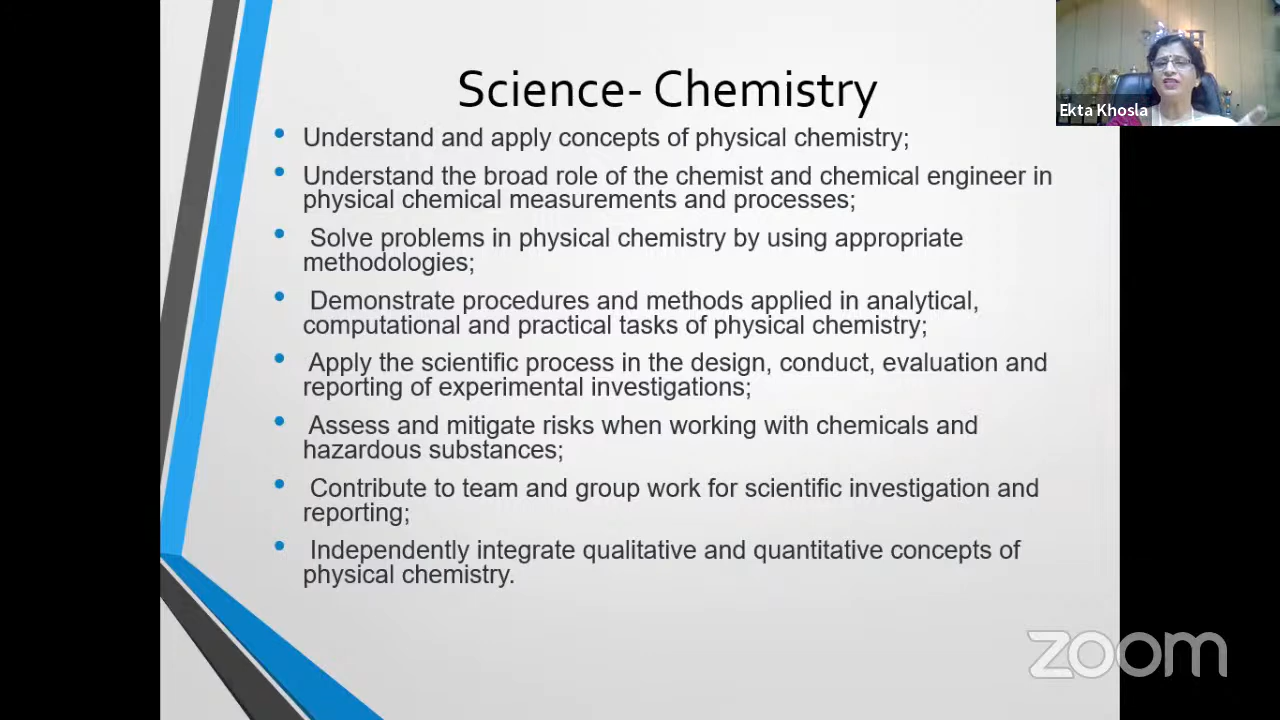 Science- Chemistry
Ekta Khosla
• Understand and apply concepts of physical chemistry;
• Understand the broad role of the chemist and chemical engineer in
physical chemical measurements and processes;
• Solve problems in physical chemistry by using appropriate
methodologies;
• Demonstrate procedures and methods applied in analytical,
computational and practical tasks of physical chemistry;
• Apply the scientific process in the design, conduct, evaluation and
reporting of experimental investigations;
• Assess and mitigate risks when working with chemicals and
hazardous substances;
• Contribute to team and group work for scientific investigation and
reporting;
• Independently integrate qualitative and quantitative concepts of
physical chemistry.
zoom